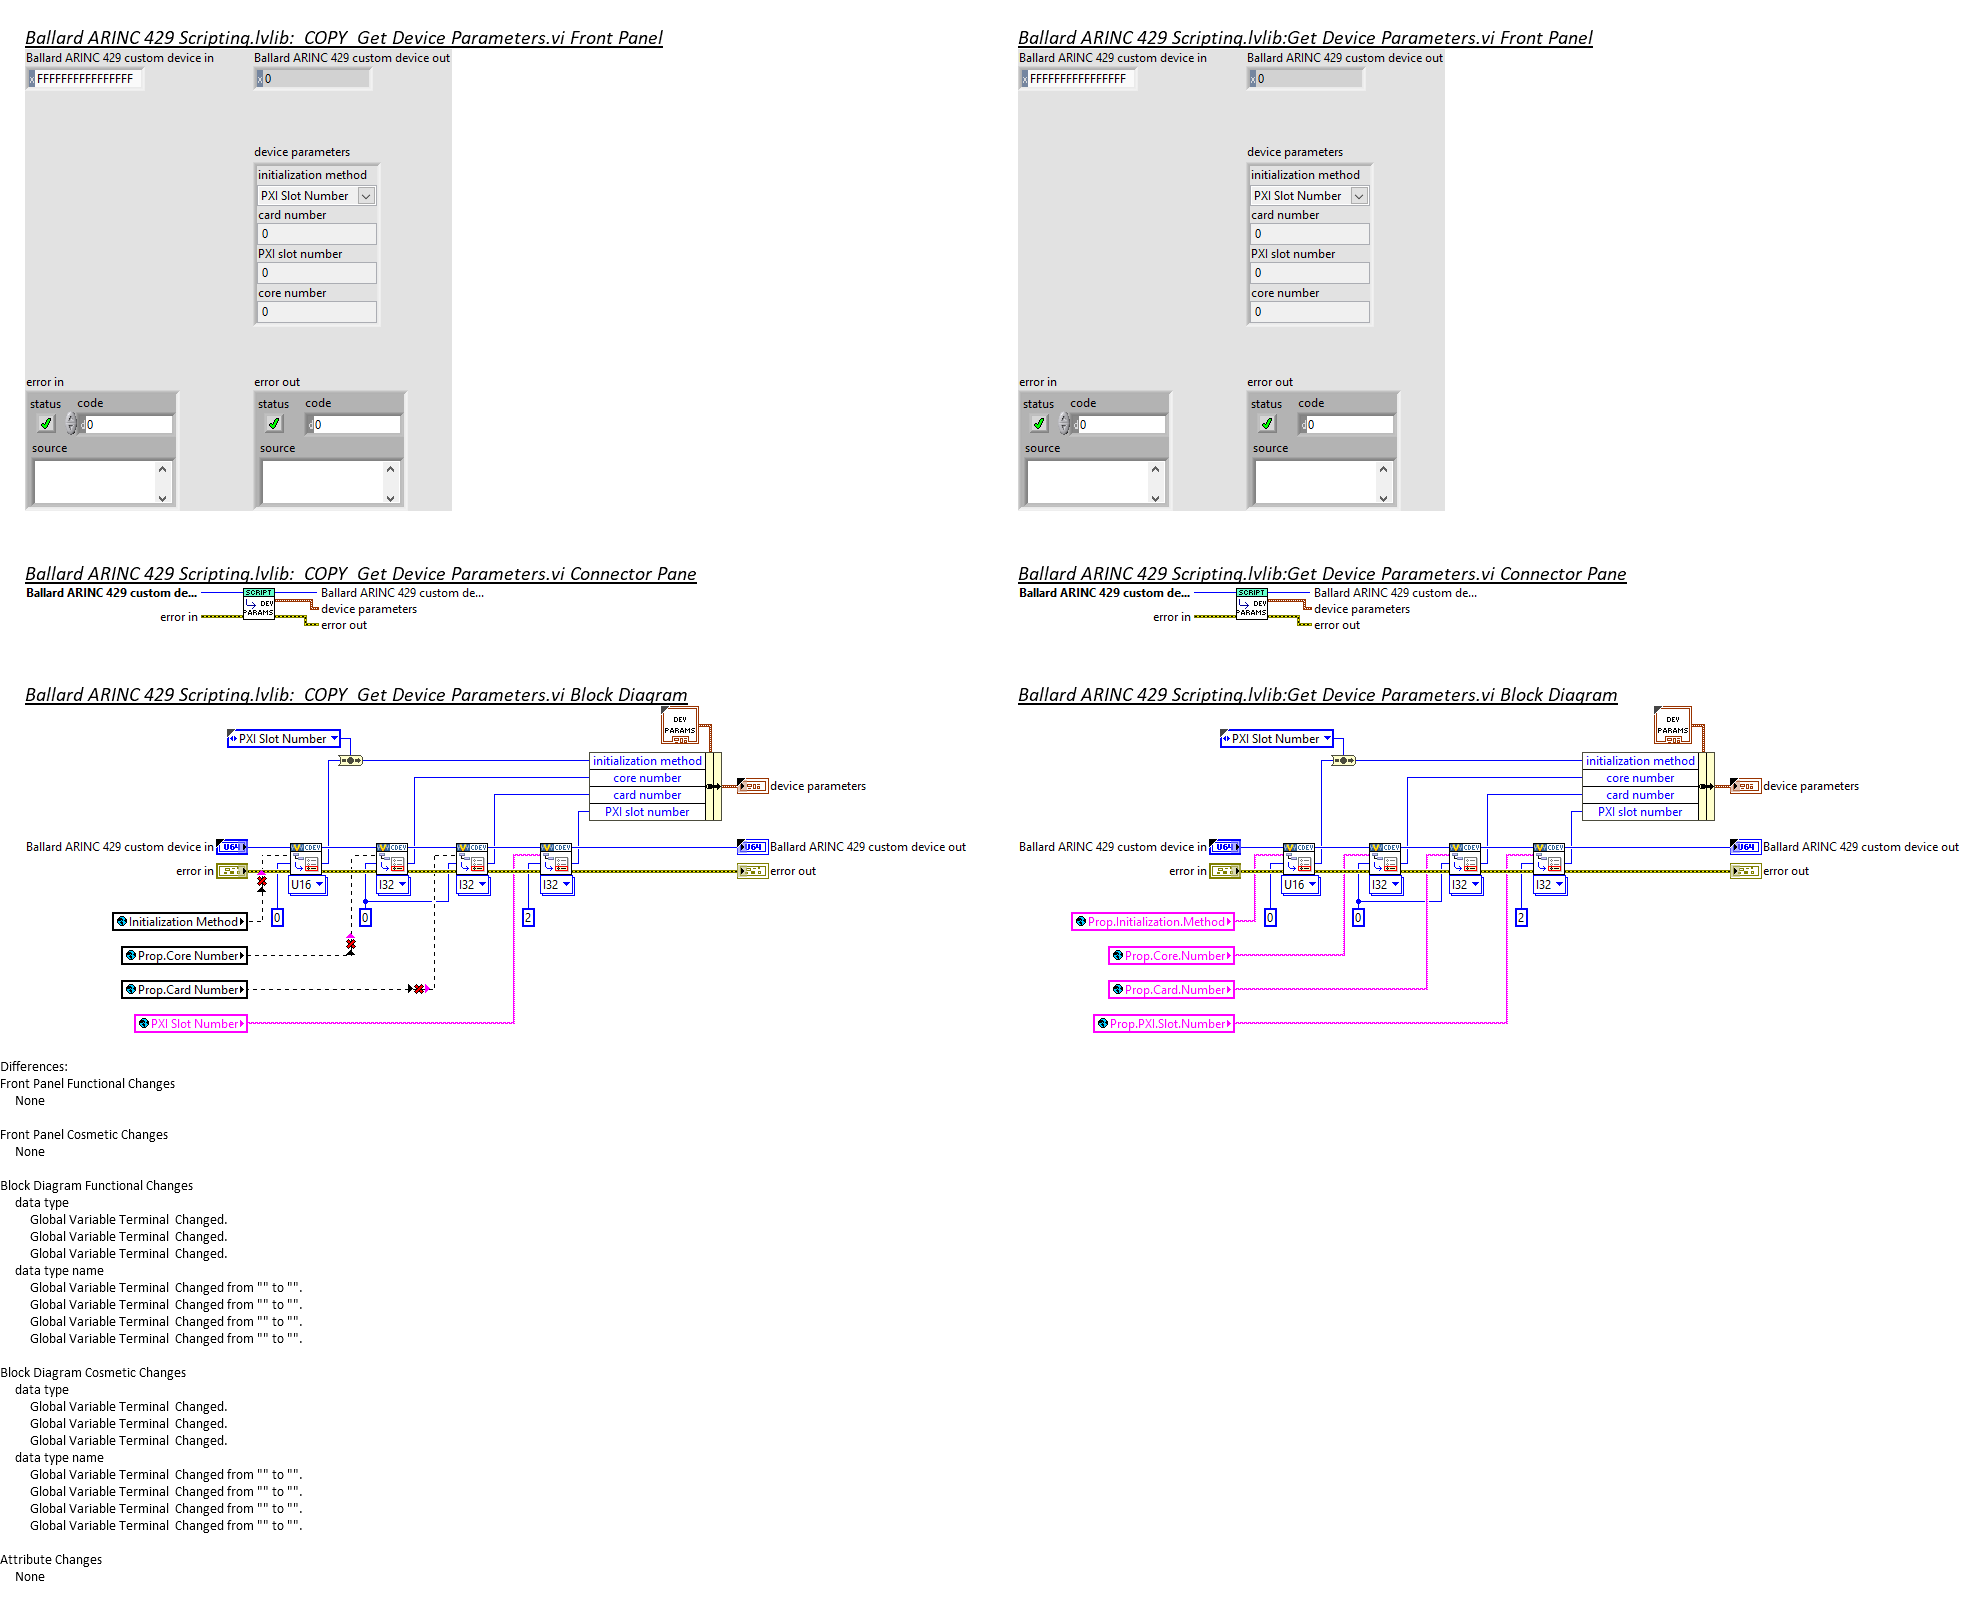 Ballard ARINC 429 Scripting.lvlib:  COPY  Get Device Parameters.vi Front Panel
Ballard ARINC 429 custom device in
Ballard ARINC 429 custom device out
x FFFFFFFFFFFFFFFF
x 0
device parameters
initialization method
PXI Slot Number
card number
0
PXI slot number
0
core number
0
error in
error out
status code
d 0
source
status code
d 0
source
Ballard ARINC 429 Scripting.lvlib:Get Device Parameters.vi Front Panel
Ballard ARINC 429 custom device in
Ballard ARINC 429 custom device out
x FFFFFFFFFFFFFFFF
x 0
device parameters
initialization method
PXI Slot Number
card number
0
PXI slot number
0
core number
0
error in
error out
status code
d 0
source
status code
d 0
source
Ballard ARINC 429 Scripting.lvlib:  COPY  Get Device Parameters.vi Connector Pane
Ballard ARINC 429 custom de...
SCRIPT
DEV
PARAMS
Ballard ARINC 429 custom de...
device parameters
error in
error out
Ballard ARINC 429 Scripting.lvlib:Get Device Parameters.vi Connector Pane
Ballard ARINC 429 custom de...
SCRIPT
DEV
PARAMS
Ballard ARINC 429 custom de...
device parameters
error in
error out
Ballard ARINC 429 Scripting.lvlib:  COPY  Get Device Parameters.vi Block Diagram
DEV
PARAMS
PXI Slot Number
initialization method
core number
card number
PXI slot number
device parameters
Ballard ARINC 429 custom device in
U64
CDEV
CDEV
CDEV
CDEV
U64
Ballard ARINC 429 custom device out
error in
error out
U16
I32
I32
I32
Initialization Method
0
0
2
Prop.Core Number
Prop.Card Number
PXI Slot Number
Ballard ARINC 429 Scripting.lvlib:Get Device Parameters.vi Block Diagram
DEV
PARAMS
PXI Slot Number
initialization method
core number
card number
PXI slot number
device parameters
Ballard ARINC 429 custom device in
U64
CDEV
CDEV
CDEV
CDEV
U64
Ballard ARINC 429 custom device out
error in
error out
U16
I32
I32
I32
Prop.Initialization.Method
0
0
2
Prop.Core.Number
Prop.Card.Number
Prop.PXI.Slot.Number
Differences:
Front Panel Functional Changes
None
Front Panel Cosmetic Changes
None
Block Diagram Functional Changes
data type
Global Variable Terminal  Changed.
Global Variable Terminal  Changed.
Global Variable Terminal  Changed.
data type name
Global Variable Terminal  Changed from "" to "".
Global Variable Terminal  Changed from "" to "".
Global Variable Terminal  Changed from "" to "".
Global Variable Terminal  Changed from "" to "".
Block Diagram Cosmetic Changes
data type
Global Variable Terminal  Changed.
Global Variable Terminal  Changed.
Global Variable Terminal  Changed.
data type name
Global Variable Terminal  Changed from "" to "".
Global Variable Terminal  Changed from "" to "".
Global Variable Terminal  Changed from "" to "".
Global Variable Terminal  Changed from "" to "".
Attribute Changes
None